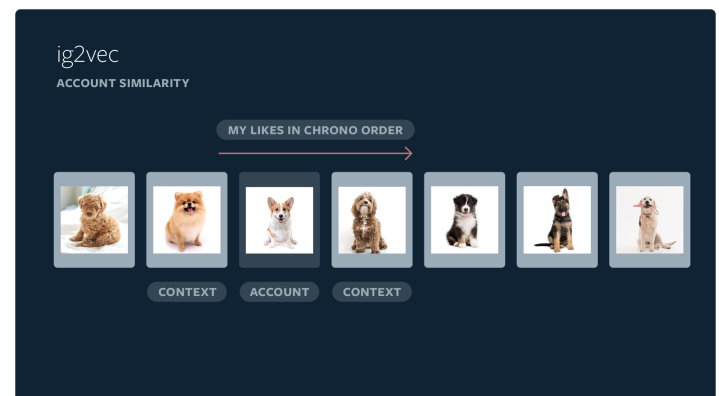 ig2vec
ACCOUNT SIMILARITY
MY LIKES IN CHRONO ORDER
CONTEXT
ACCOUNT
CONTEXT